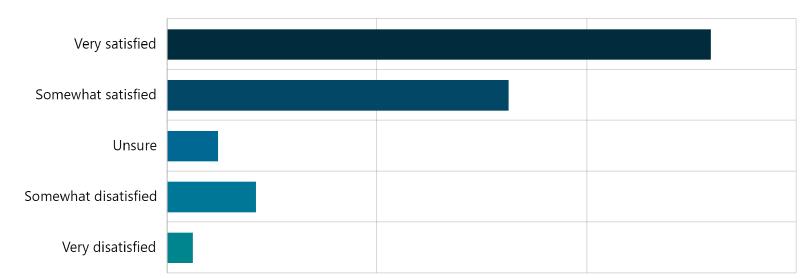 Very satisfied
Somewhat satisfied
Unsure
Somewhat disatisfied
Very disatisfied